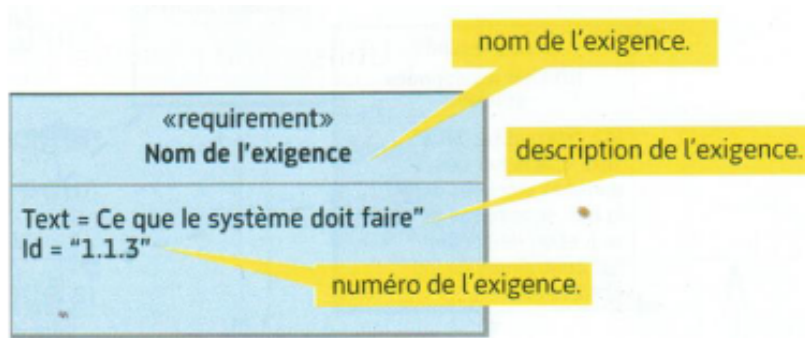 nom de l'exigence.
«requirement»
Nom de l'exigence
description de l'exigence.
Text = Ce que le système doit faire”
Id = “1.1.3”
numéro de l'exigence.